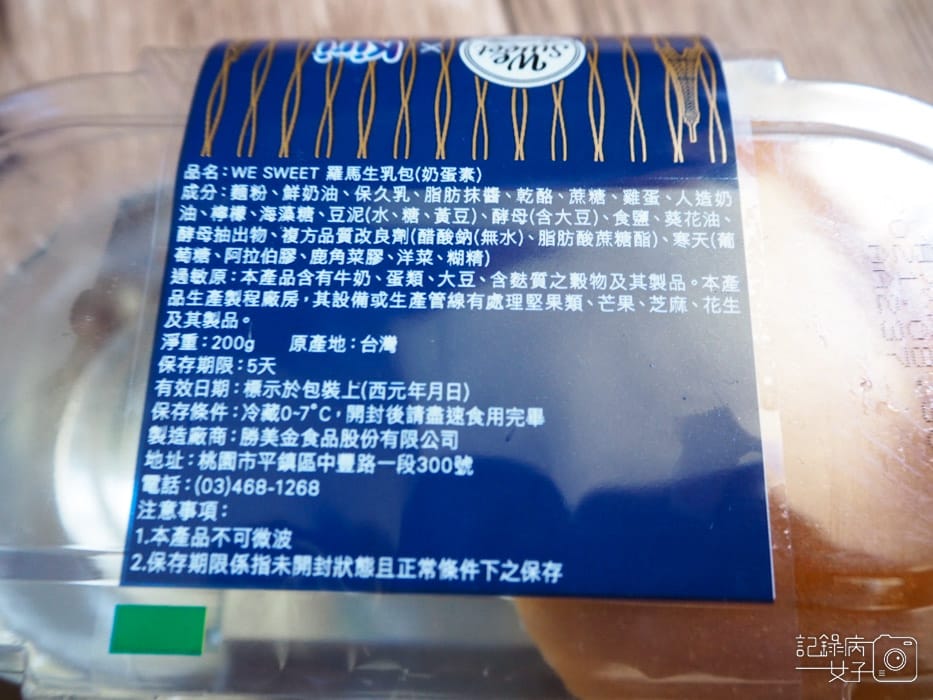 kiri × We Sweet
品名：WE SWEET 羅馬生乳包(奶蛋素)
成分：麵粉、鮮奶油、保久乳、脂肪抹醬、乾酪、蔗糖、雞蛋、人造奶
油、檸檬、海藻糖、豆泥(水、糖、黃豆)、酵母(含大豆)、食鹽、葵花油、
酵母抽出物、複方品質改良劑(醋酸鈉(無水)、脂肪酸蔗糖酯)、寒天(葡
萄糖、阿拉伯膠、鹿角菜膠、洋菜、糊精)
過敏原：本產品含有牛奶、蛋類、大豆、含麩質之穀物及其製品。本產
品生產製程廠房，其設備或生產管線有處理堅果類、芒果、芝麻、花生
及其製品。
淨重：200g 原產地：台灣
保存期限：5天
有效日期：標示於包裝上(西元年月日)
保存條件：冷藏0~7°C，開封後請盡速食用完畢
製造廠商：勝美金食品股份有限公司
地址：桃園市平鎮區中豐路一段300號
電話：(03)468-1268
注意事項：
1.本產品不可微波
2.保存期限係指未開封狀態且正常條件下之保存
記錄病
女子